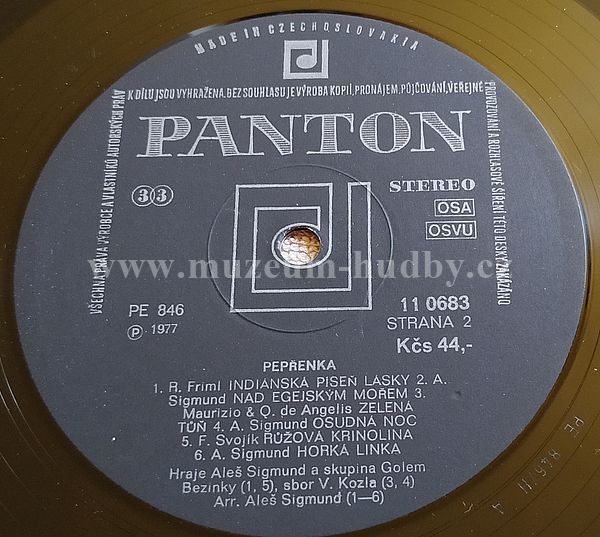 MADE IN CZECHOSLOVAKIA
VŠECHNA PRÁVA VÝROBCE A VLASTNÍKŮ AUTORSKÝCH PRÁV
K DÍLU JSOU VYHRAŽENA. BEZ SOUHLASU JE VÝROBA KOPIÍ, PRONÁJEM, PŮJČOVÁNÍ, VEŘEJNÉ
PROVOZOVÁNÍ A ROZHLASOVÉ ŠÍŘENÍ TÉTO DESKY ZAKÁZÁNO
PANTON
33
STEREO
OSA
OSVU
www.muzeum-hudby.cz
PE 846
Ⓟ 1977
11 0683
STRANA 2
Kčs 44,-
PEPŘENKA
1. R. Friml INDIÁNSKÁ PÍSEŇ LÁSKY 2. A.
Sigmund NAD EGEJSKÝM MOŘEM 3.
Maurizio & Q. de Angelis ZELENÁ
TŮŇ 4. A. Sigmund OSUDNÁ NOC
5. F. Svojík RŮŽOVÁ KRINOLINA
6. A. Sigmund HORKÁ LINKA
Hraje Aleš Sigmund a skupina Golem
Bezinky (1, 5), sbor V. Kozla (3, 4)
Arr. Aleš Sigmund (1—6)